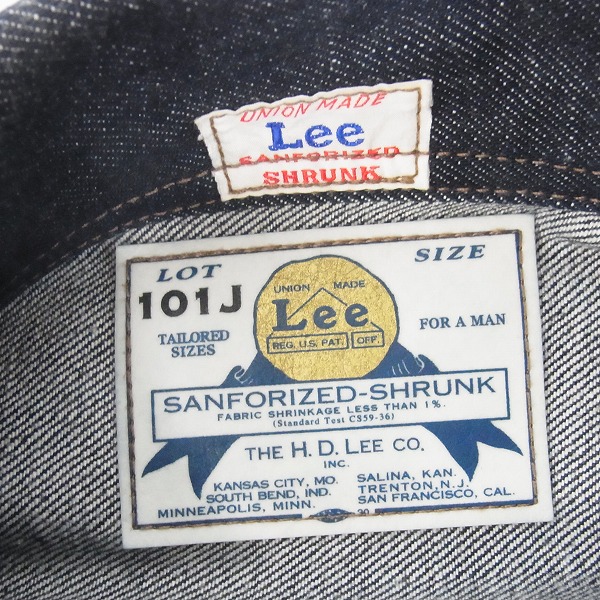 UNION MADE
Lee
SANFORIZED
SHRUNK
LOT
SIZE
101J
UNION MADE
Lee
REG. U.S. PAT. OFF.
TAILORED
SIZES
FOR A MAN
SANFORIZED-SHRUNK
FABRIC SHRINKAGE LESS THAN 1%.
(Standard Test CS59-36)
THE H. D. LEE CO.
INC.
KANSAS CITY, MO. SALINA, KAN.
SOUTH BEND, IND. TRENTON, N.J.
MINNEAPOLIS, MINN. SAN FRANCISCO, CAL.
30